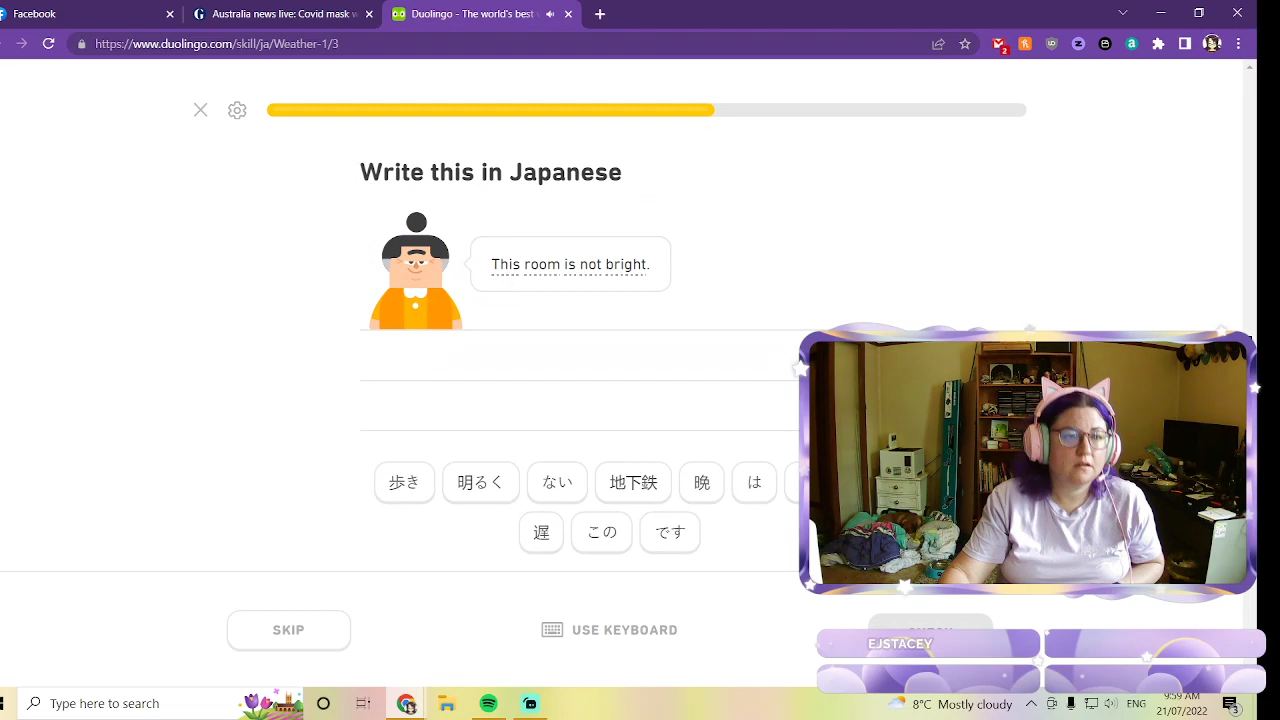 Facebook
Australia news live: Covid mask w
Duolingo - The world's best
https://www.duolingo.com/skill/ja/Weather-1/3
2
Write this in Japanese
This room is not bright.
歩き 明るく ない 地下鉄 晩 は
遅 この です
SKIP
USE KEYBOARD
EJSTACEY
Type here to search
8°C Mostly cloudy
ENG
9:59 AM
21/07/2022